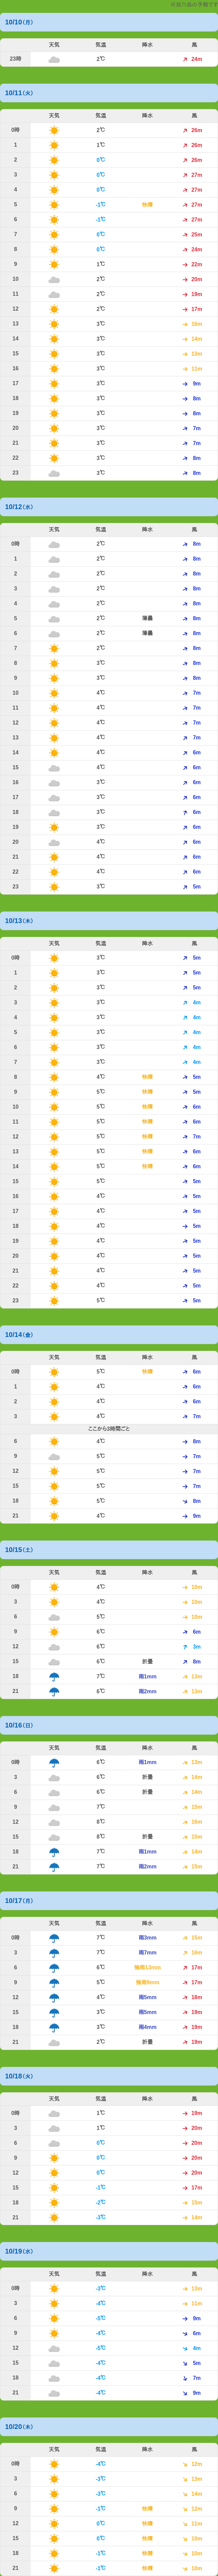 10/10(月)
天気 気温 降水 風
23時 2℃ 24m
10/11(火)
天気 気温 降水 風
0時 2℃ 26m
1 1℃ 26m
2 0℃ 26m
3 0℃ 27m
4 0℃ 27m
5 -1℃ 快晴 27m
6 -1℃ 27m
7 0℃ 25m
8 0℃ 24m
9 1℃ 22m
10 2℃ 20m
11 2℃ 19m
12 2℃ 17m
13 3℃ 16m
14 3℃ 14m
15 3℃ 13m
16 3℃ 11m
17 3℃ 9m
18 3℃ 8m
19 3℃ 8m
20 3℃ 7m
21 3℃ 7m
22 3℃ 8m
23 3℃ 8m
10/12(水)
天気 気温 降水 風
0時 2℃ 8m
1 2℃ 8m
2 2℃ 8m
3 2℃ 8m
4 2℃ 8m
5 2℃ 薄曇 8m
6 2℃ 薄曇 8m
7 2℃ 8m
8 3℃ 8m
9 3℃ 8m
10 4℃ 7m
11 4℃ 7m
12 4℃ 7m
13 4℃ 7m
14 4℃ 6m
15 4℃ 6m
16 3℃ 6m
17 3℃ 6m
18 3℃ 6m
19 3℃ 6m
20 4℃ 6m
21 4℃ 6m
22 4℃ 6m
23 3℃ 5m
10/13(木)
天気 気温 降水 風
0時 3℃ 5m
1 3℃ 5m
2 3℃ 5m
3 3℃ 4m
4 3℃ 4m
5 3℃ 4m
6 3℃ 4m
7 3℃ 4m
8 4℃ 快晴 5m
9 5℃ 快晴 5m
10 5℃ 快晴 6m
11 5℃ 快晴 6m
12 5℃ 快晴 7m
13 5℃ 快晴 6m
14 5℃ 快晴 6m
15 5℃ 5m
16 4℃ 5m
17 4℃ 5m
18 4℃ 5m
19 4℃ 5m
20 4℃ 5m
21 4℃ 5m
22 4℃ 5m
23 5℃ 5m
10/14(金)
天気 気温 降水 風
0時 5℃ 快晴 6m
1 4℃ 6m
2 4℃ 6m
3 4℃ 7m
ここから3時間ごと
6 4℃ 8m
9 5℃ 7m
12 5℃ 7m
15 5℃ 7m
18 5℃ 8m
21 4℃ 9m
10/15(土)
天気 気温 降水 風
0時 4℃ 10m
3 4℃ 10m
6 5℃ 10m
9 6℃ 6m
12 6℃ 3m
15 6℃ 折曇 8m
18 7℃ 雨1mm 13m
21 6℃ 雨2mm 13m
10/16(日)
天気 気温 降水 風
0時 6℃ 雨1mm 13m
3 6℃ 折曇 14m
6 6℃ 折曇 14m
9 7℃ 15m
12 8℃ 16m
15 8℃ 折曇 15m
18 7℃ 雨1mm 14m
21 7℃ 雨2mm 15m
10/17(月)
天気 気温 降水 風
0時 7℃ 雨3mm 15m
3 7℃ 雨7mm 16m
6 6℃ 強雨13mm 17m
9 5℃ 強雨9mm 17m
12 4℃ 雨5mm 18m
15 3℃ 雨5mm 19m
18 3℃ 雨4mm 19m
21 2℃ 折曇 19m
10/18(火)
天気 気温 降水 風
0時 1℃ 19m
3 1℃ 20m
6 0℃ 20m
9 0℃ 20m
12 0℃ 20m
15 -1℃ 17m
18 -2℃ 15m
21 -3℃ 14m
10/19(水)
天気 気温 降水 風
0時 -3℃ 13m
3 -4℃ 11m
6 -5℃ 9m
9 -4℃ 6m
12 -5℃ 4m
15 -4℃ 5m
18 -4℃ 7m
21 -4℃ 9m
10/20(木)
天気 気温 降水 風
0時 -4℃ 12m
3 -3℃ 13m
6 -3℃ 14m
9 -1℃ 快晴 12m
12 0℃ 快晴 11m
15 0℃ 快晴 10m
18 -1℃ 快晴 10m
21 -1℃ 快晴 10m